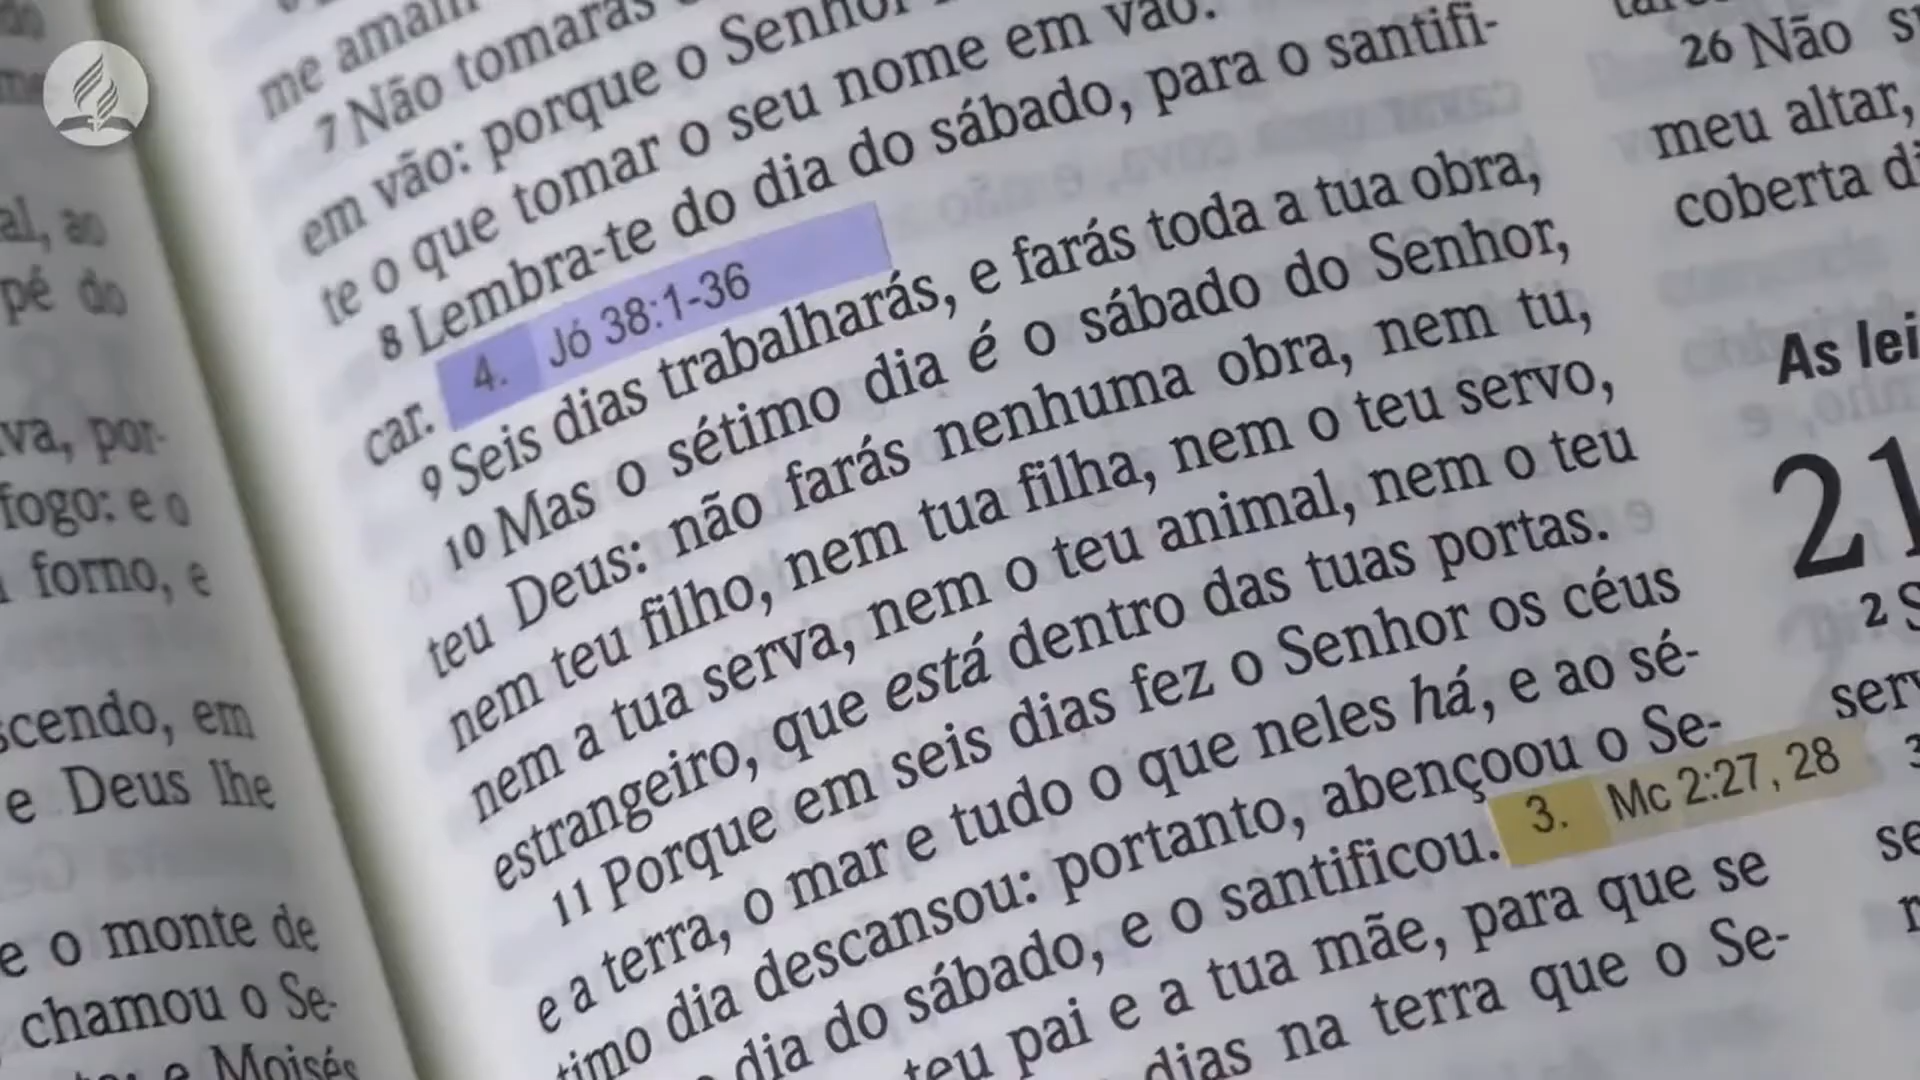 al, ao
pé do
va, por-
fogo: e o
forno, e
scendo, em
e Deus lhe
e o monte de
chamou o Se-
e Moisés
me amam
7 Não tomarás
em vão: porque o Senhor
te o que tomar o seu nome em vão.
8 Lembra-te do dia do sábado, para o santifi-
car. 4. Jó 38:1-36
9 Seis dias trabalharás, e farás toda a tua obra,
10 Mas o sétimo dia é o sábado do Senhor,
teu Deus: não farás nenhuma obra, nem tu,
nem teu filho, nem tua filha, nem o teu servo,
nem a tua serva, nem o teu animal, nem o teu
estrangeiro, que está dentro das tuas portas.
11 Porque em seis dias fez o Senhor os céus
e a terra, o mar e tudo o que neles há, e ao sé-
timo dia descansou: portanto, abençoou o Se-
dia do sábado, e o santificou. 3. Mc 2:27, 28
teu pai e a tua mãe, para que se
dias na terra que o Se-
26 Não
meu altar,
coberta
As lei
21
2 S
serv
3
se